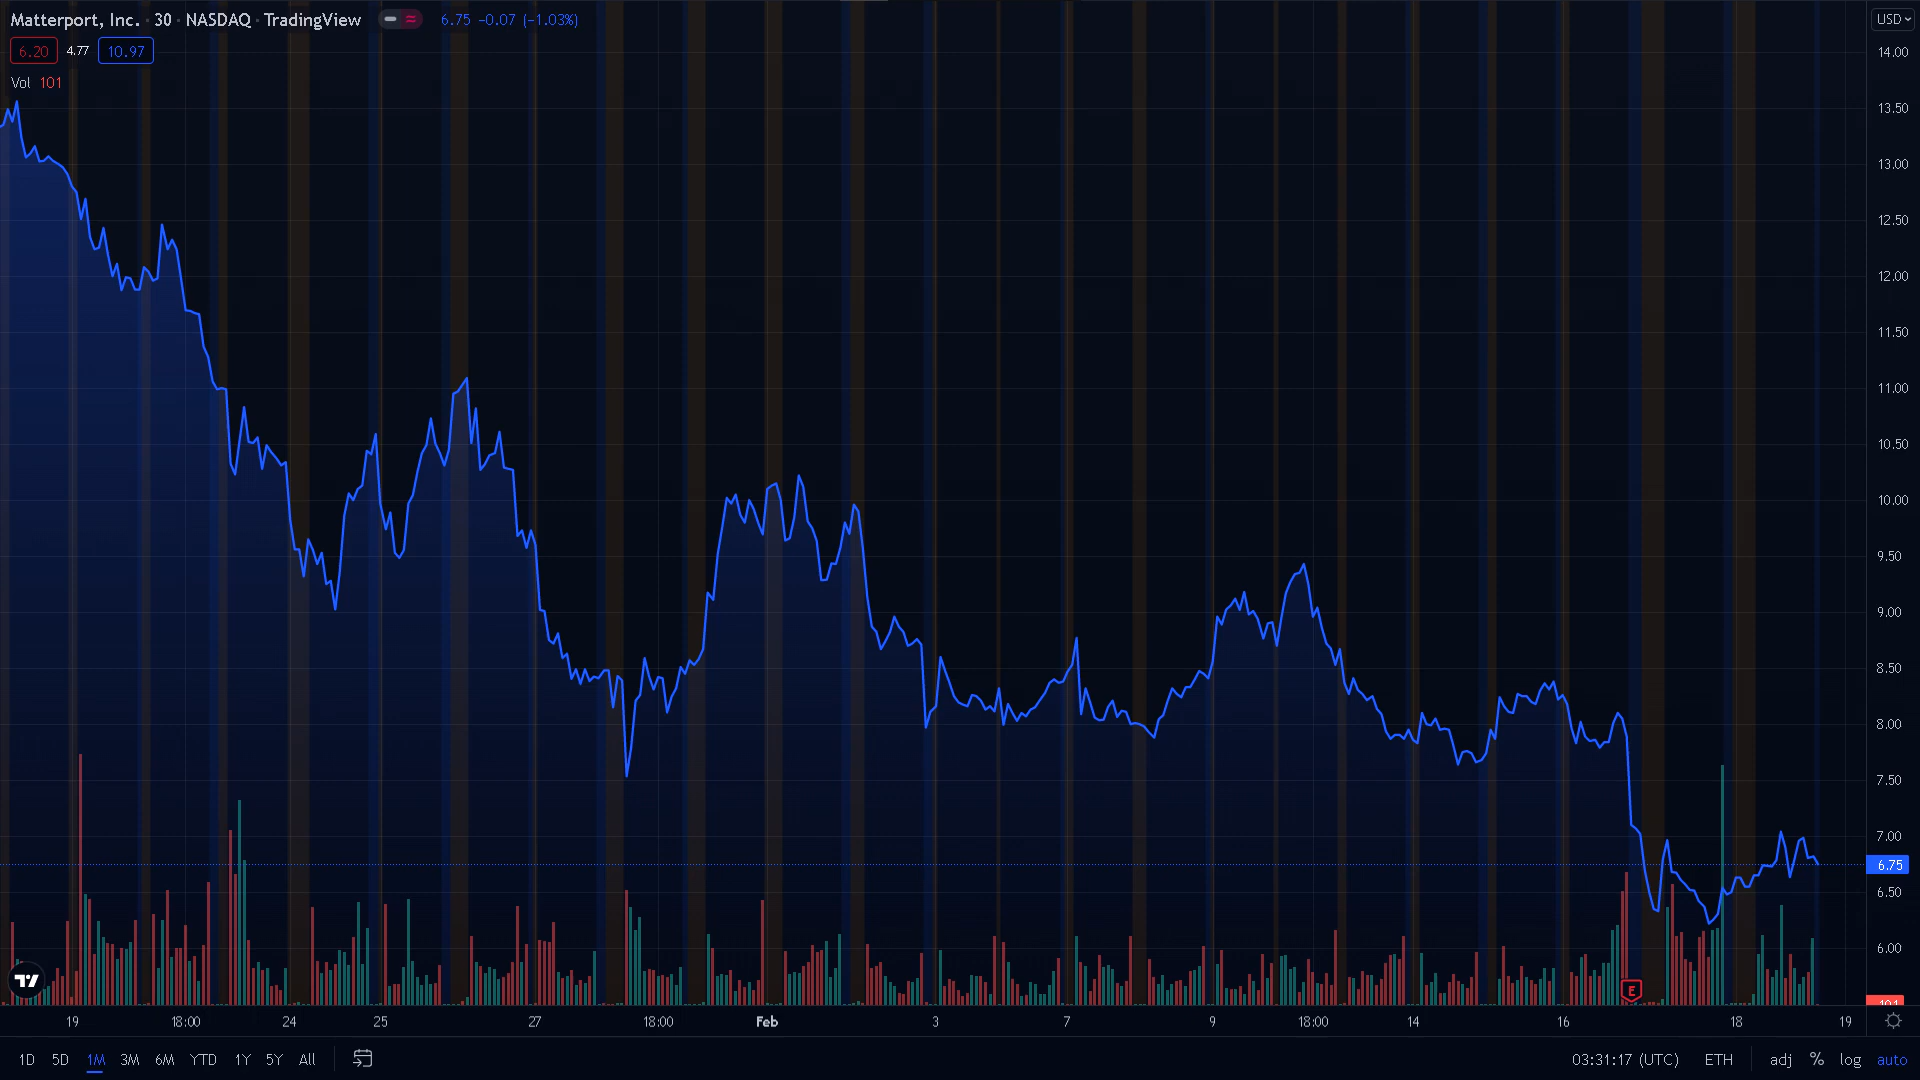 Matterport, Inc. · 30 · NASDAQ · TradingView 6.75 −0.07 (−1.03%)
6.20 4.77 10.97
Vol 101
USD
14.00
13.50
13.00
12.50
12.00
11.50
11.00
10.50
10.00
9.50
9.00
8.50
8.00
7.50
7.00
6.75
6.50
6.00
101
E
19 18:00 24 25 27 18:00 Feb 3 7 9 18:00 14 16 18 19
1D 5D 1M 3M 6M YTD 1Y 5Y All 03:31:17 (UTC) ETH adj % log auto